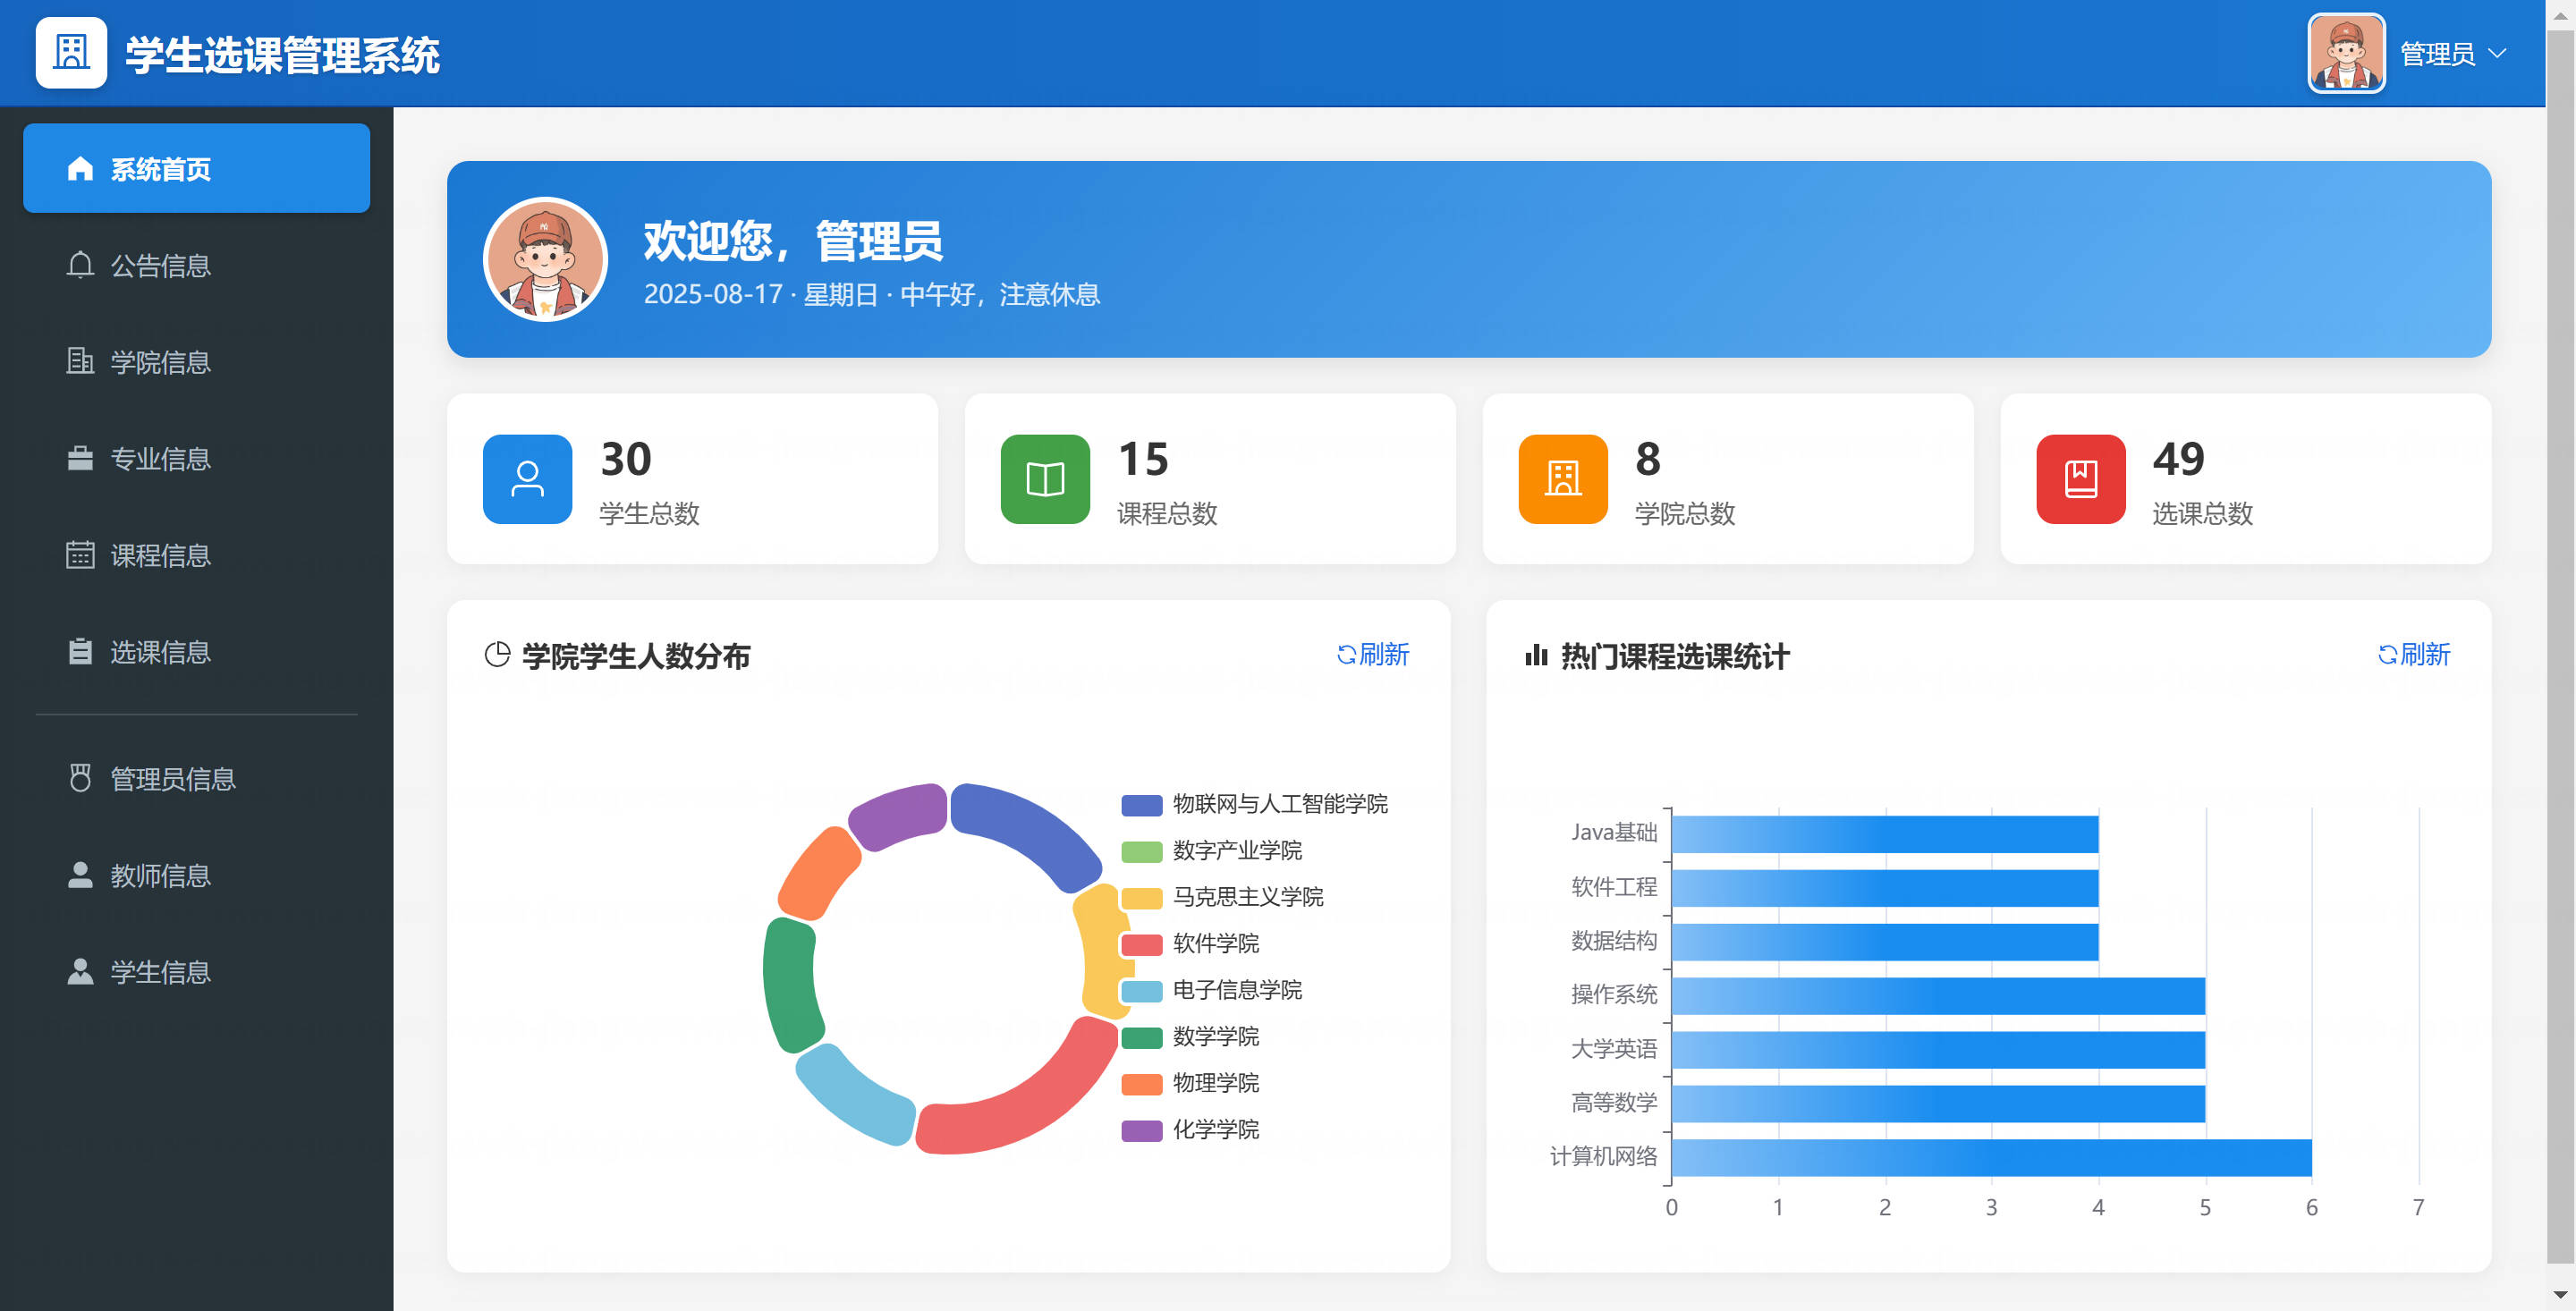 学生选课管理系统
管理员
系统首页
公告信息
学院信息
专业信息
课程信息
选课信息
管理员信息
教师信息
学生信息
欢迎您，管理员
2025-08-17 · 星期日 · 中午好，注意休息
30
学生总数
15
课程总数
8
学院总数
49
选课总数
学院学生人数分布
刷新
物联网与人工智能学院
数字产业学院
马克思主义学院
软件学院
电子信息学院
数学学院
物理学院
化学学院
热门课程选课统计
刷新
Java基础
软件工程
数据结构
操作系统
大学英语
高等数学
计算机网络
0 1 2 3 4 5 6 7